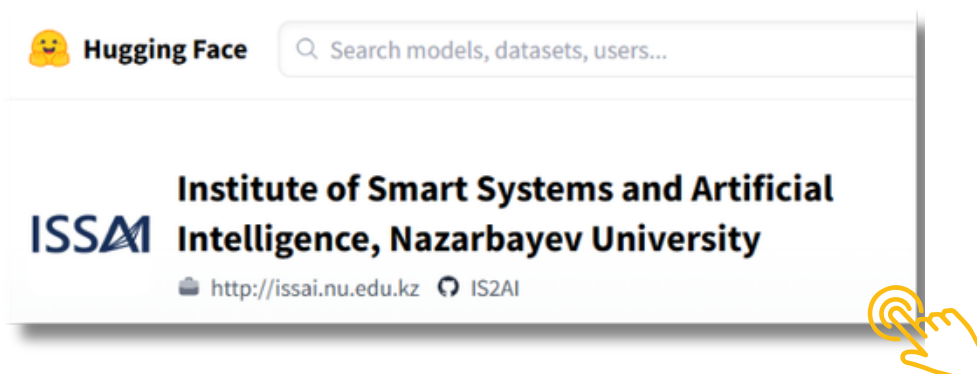 Hugging Face
Search models, datasets, users...
ISSAI
Institute of Smart Systems and Artificial
Intelligence, Nazarbayev University
http://issai.nu.edu.kz IS2AI